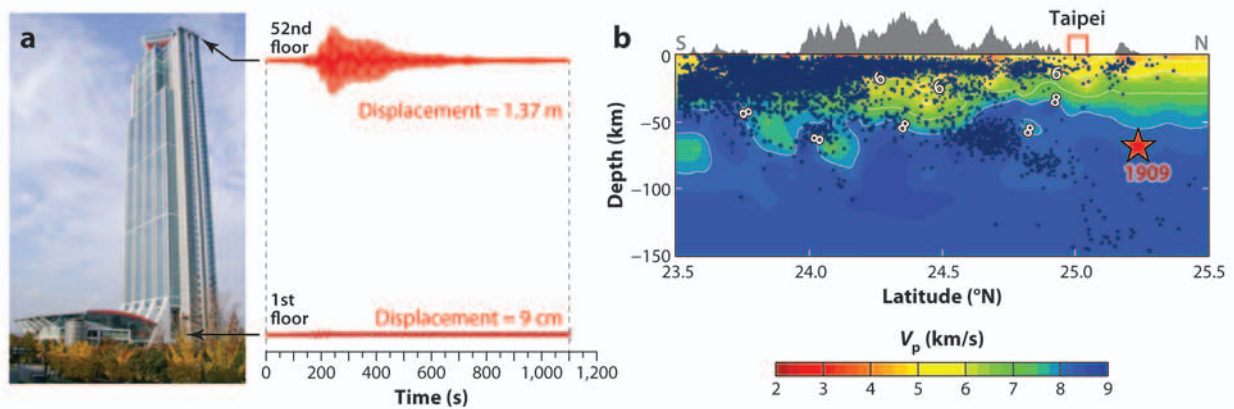 a
52nd
floor
Displacement = 1.37 m
1st
floor
Displacement = 9 cm
0 200 400 600 800 1,000 1,200
Time (s)
b
Taipei
S
N
0
−50
−100
−150
Depth (km)
6
6
6
8
8
8
8
8
1909
23.5 24.0 24.5 25.0 25.5
Latitude (°N)
Vp (km/s)
2 3 4 5 6 7 8 9